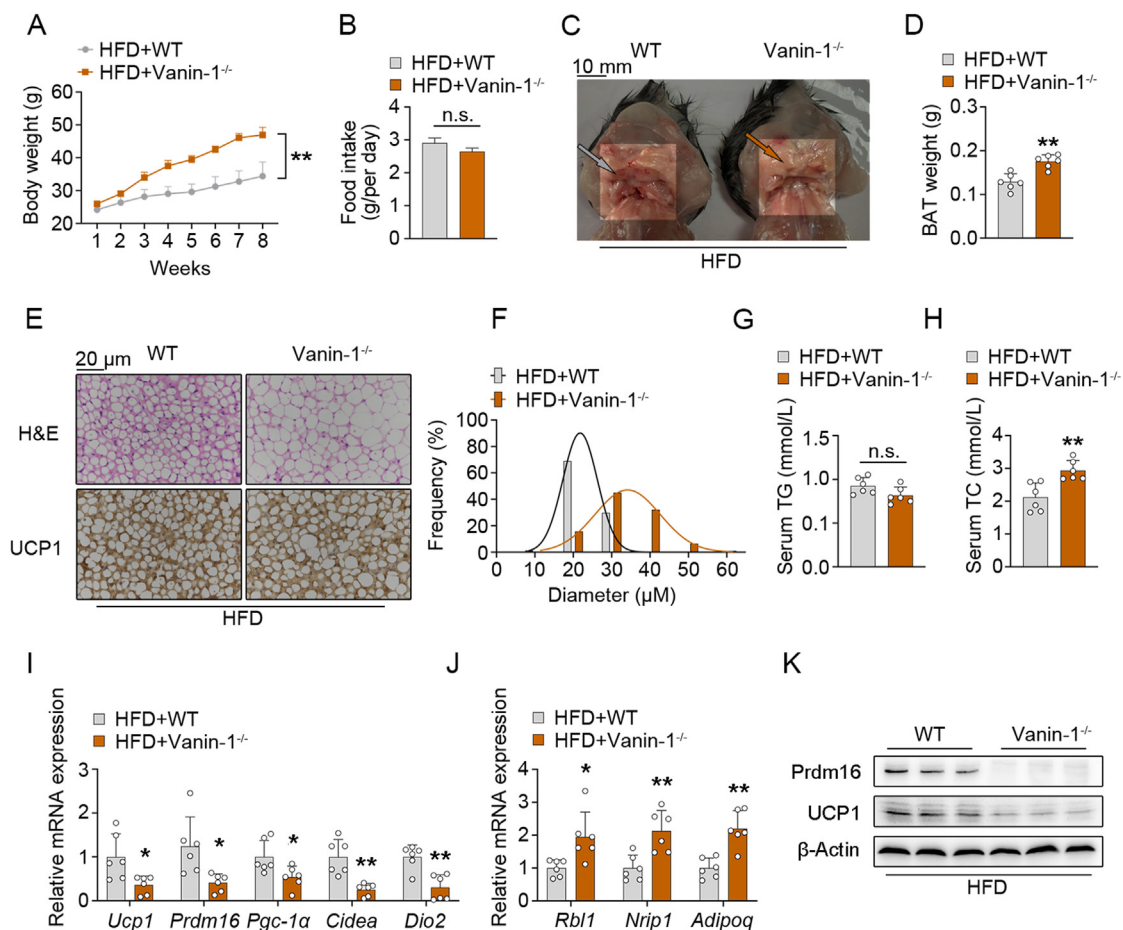 A
HFD+WT
HFD+Vanin-1⁻/⁻
Body weight (g)
60
50
40
30
20
**
1 2 3 4 5 6 7 8
Weeks
B
HFD+WT
HFD+Vanin-1⁻/⁻
Food intake
(g/per day)
4
3
2
1
0
n.s.
C
WT Vanin-1⁻/⁻
10 mm
HFD
D
HFD+WT
HFD+Vanin-1⁻/⁻
BAT weight (g)
0.3
0.2
0.1
0.0
**
E
20 µm
WT Vanin-1⁻/⁻
H&E
UCP1
HFD
F
HFD+WT
HFD+Vanin-1⁻/⁻
Frequency (%)
100
80
60
40
20
0
0 10 20 30 40 50 60
Diameter (µM)
G
HFD+WT
HFD+Vanin-1⁻/⁻
Serum TG (mmol/L)
1.0
1.5
0.1
0.0
n.s.
H
HFD+WT
HFD+Vanin-1⁻/⁻
Serum TC (mmol/L)
4
3
2
1
0
**
I
HFD+WT
HFD+Vanin-1⁻/⁻
Relative mRNA expression
3
2
1
0
* * * ** **
Ucp1 Prdm16 Pgc-1α Cidea Dio2
J
HFD+WT
HFD+Vanin-1⁻/⁻
Relative mRNA expression
4
3
2
1
0
* ** **
Rbl1 Nrip1 Adipoq
K
WT Vanin-1⁻/⁻
Prdm16
UCP1
β-Actin
HFD